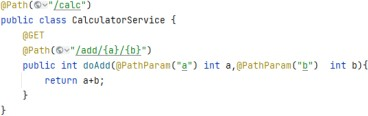 @Path("/calc")
public class CalculatorService {
    @GET
    @Path("/add/{a}/{b}")
    public int doAdd(@PathParam("a") int a,@PathParam("b")  int b){
        return a+b;
    }
}